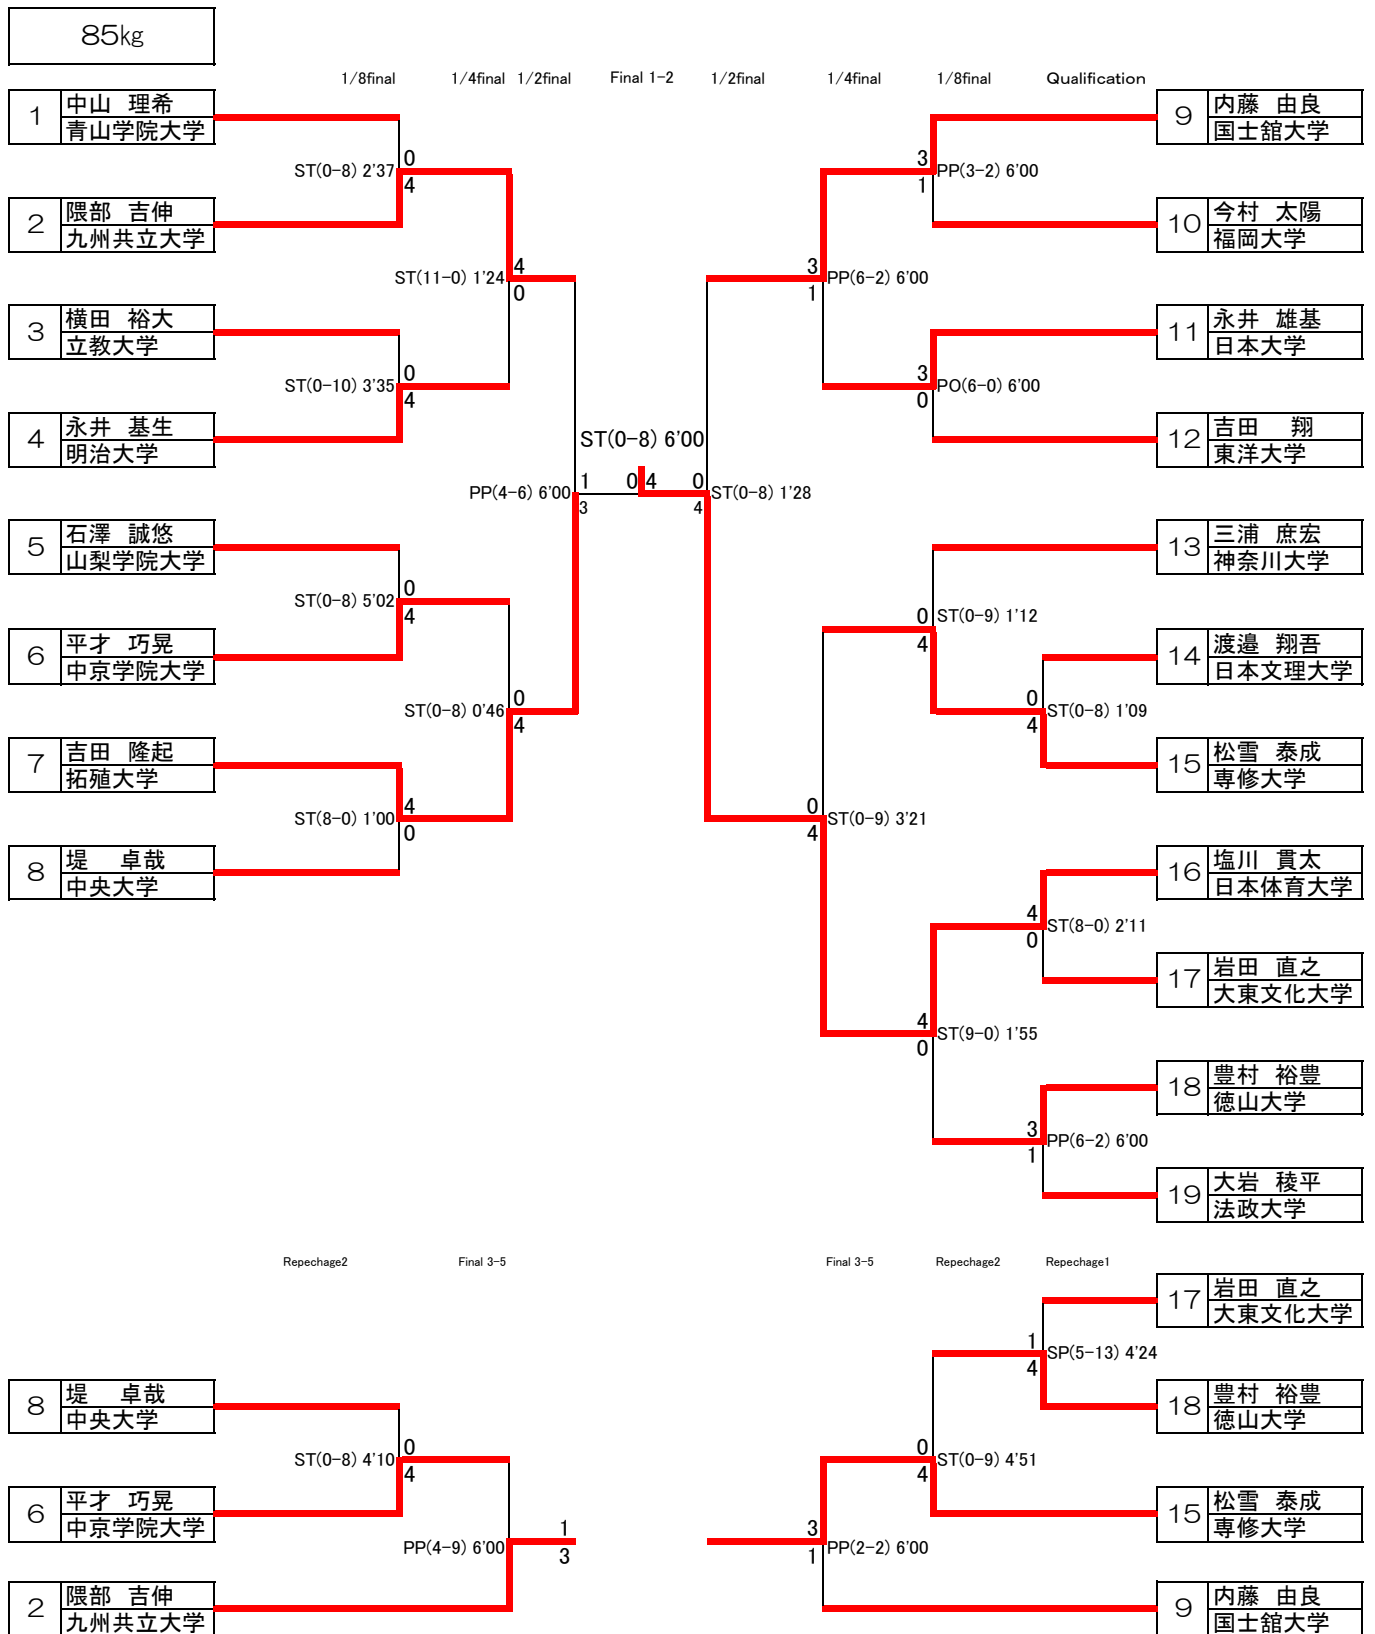 85kg
1/8final 1/4final 1/2final Final 1-2 1/2final 1/4final 1/8final Qualification
1 中山 理希
青山学院大学
9 内藤 由良
国士舘大学
0
ST(0-8) 2'37
4
3
PP(3-2) 6'00
1
2 隈部 吉伸
九州共立大学
10 今村 太陽
福岡大学
4
ST(11-0) 1'24
0
3
PP(6-2) 6'00
1
3 横田 裕大
立教大学
11 永井 雄基
日本大学
0
ST(0-10) 3'35
4
3
PO(6-0) 6'00
0
4 永井 基生
明治大学
12 吉田 翔
東洋大学
ST(0-8) 6'00
1
PP(4-6) 6'00
3
0 4
0
ST(0-8) 1'28
4
5 石澤 誠悠
山梨学院大学
13 三浦 庶宏
神奈川大学
0
ST(0-8) 5'02
4
0
ST(0-9) 1'12
4
6 平才 巧晃
中京学院大学
14 渡邉 翔吾
日本文理大学
0
ST(0-8) 0'46
4
0
ST(0-8) 1'09
4
7 吉田 隆起
拓殖大学
15 松雪 泰成
専修大学
4
ST(8-0) 1'00
0
0
ST(0-9) 3'21
4
8 堤 卓哉
中央大学
16 塩川 貫太
日本体育大学
4
ST(8-0) 2'11
0
17 岩田 直之
大東文化大学
4
ST(9-0) 1'55
0
18 豊村 裕豊
徳山大学
3
PP(6-2) 6'00
1
19 大岩 稜平
法政大学
Repechage2 Final 3-5 Final 3-5 Repechage2 Repechage1
17 岩田 直之
大東文化大学
1
SP(5-13) 4'24
4
8 堤 卓哉
中央大学
18 豊村 裕豊
徳山大学
0
ST(0-8) 4'10
4
0
ST(0-9) 4'51
4
6 平才 巧晃
中京学院大学
15 松雪 泰成
専修大学
PP(4-9) 6'00
1
3
3
PP(2-2) 6'00
1
2 隈部 吉伸
九州共立大学
9 内藤 由良
国士舘大学